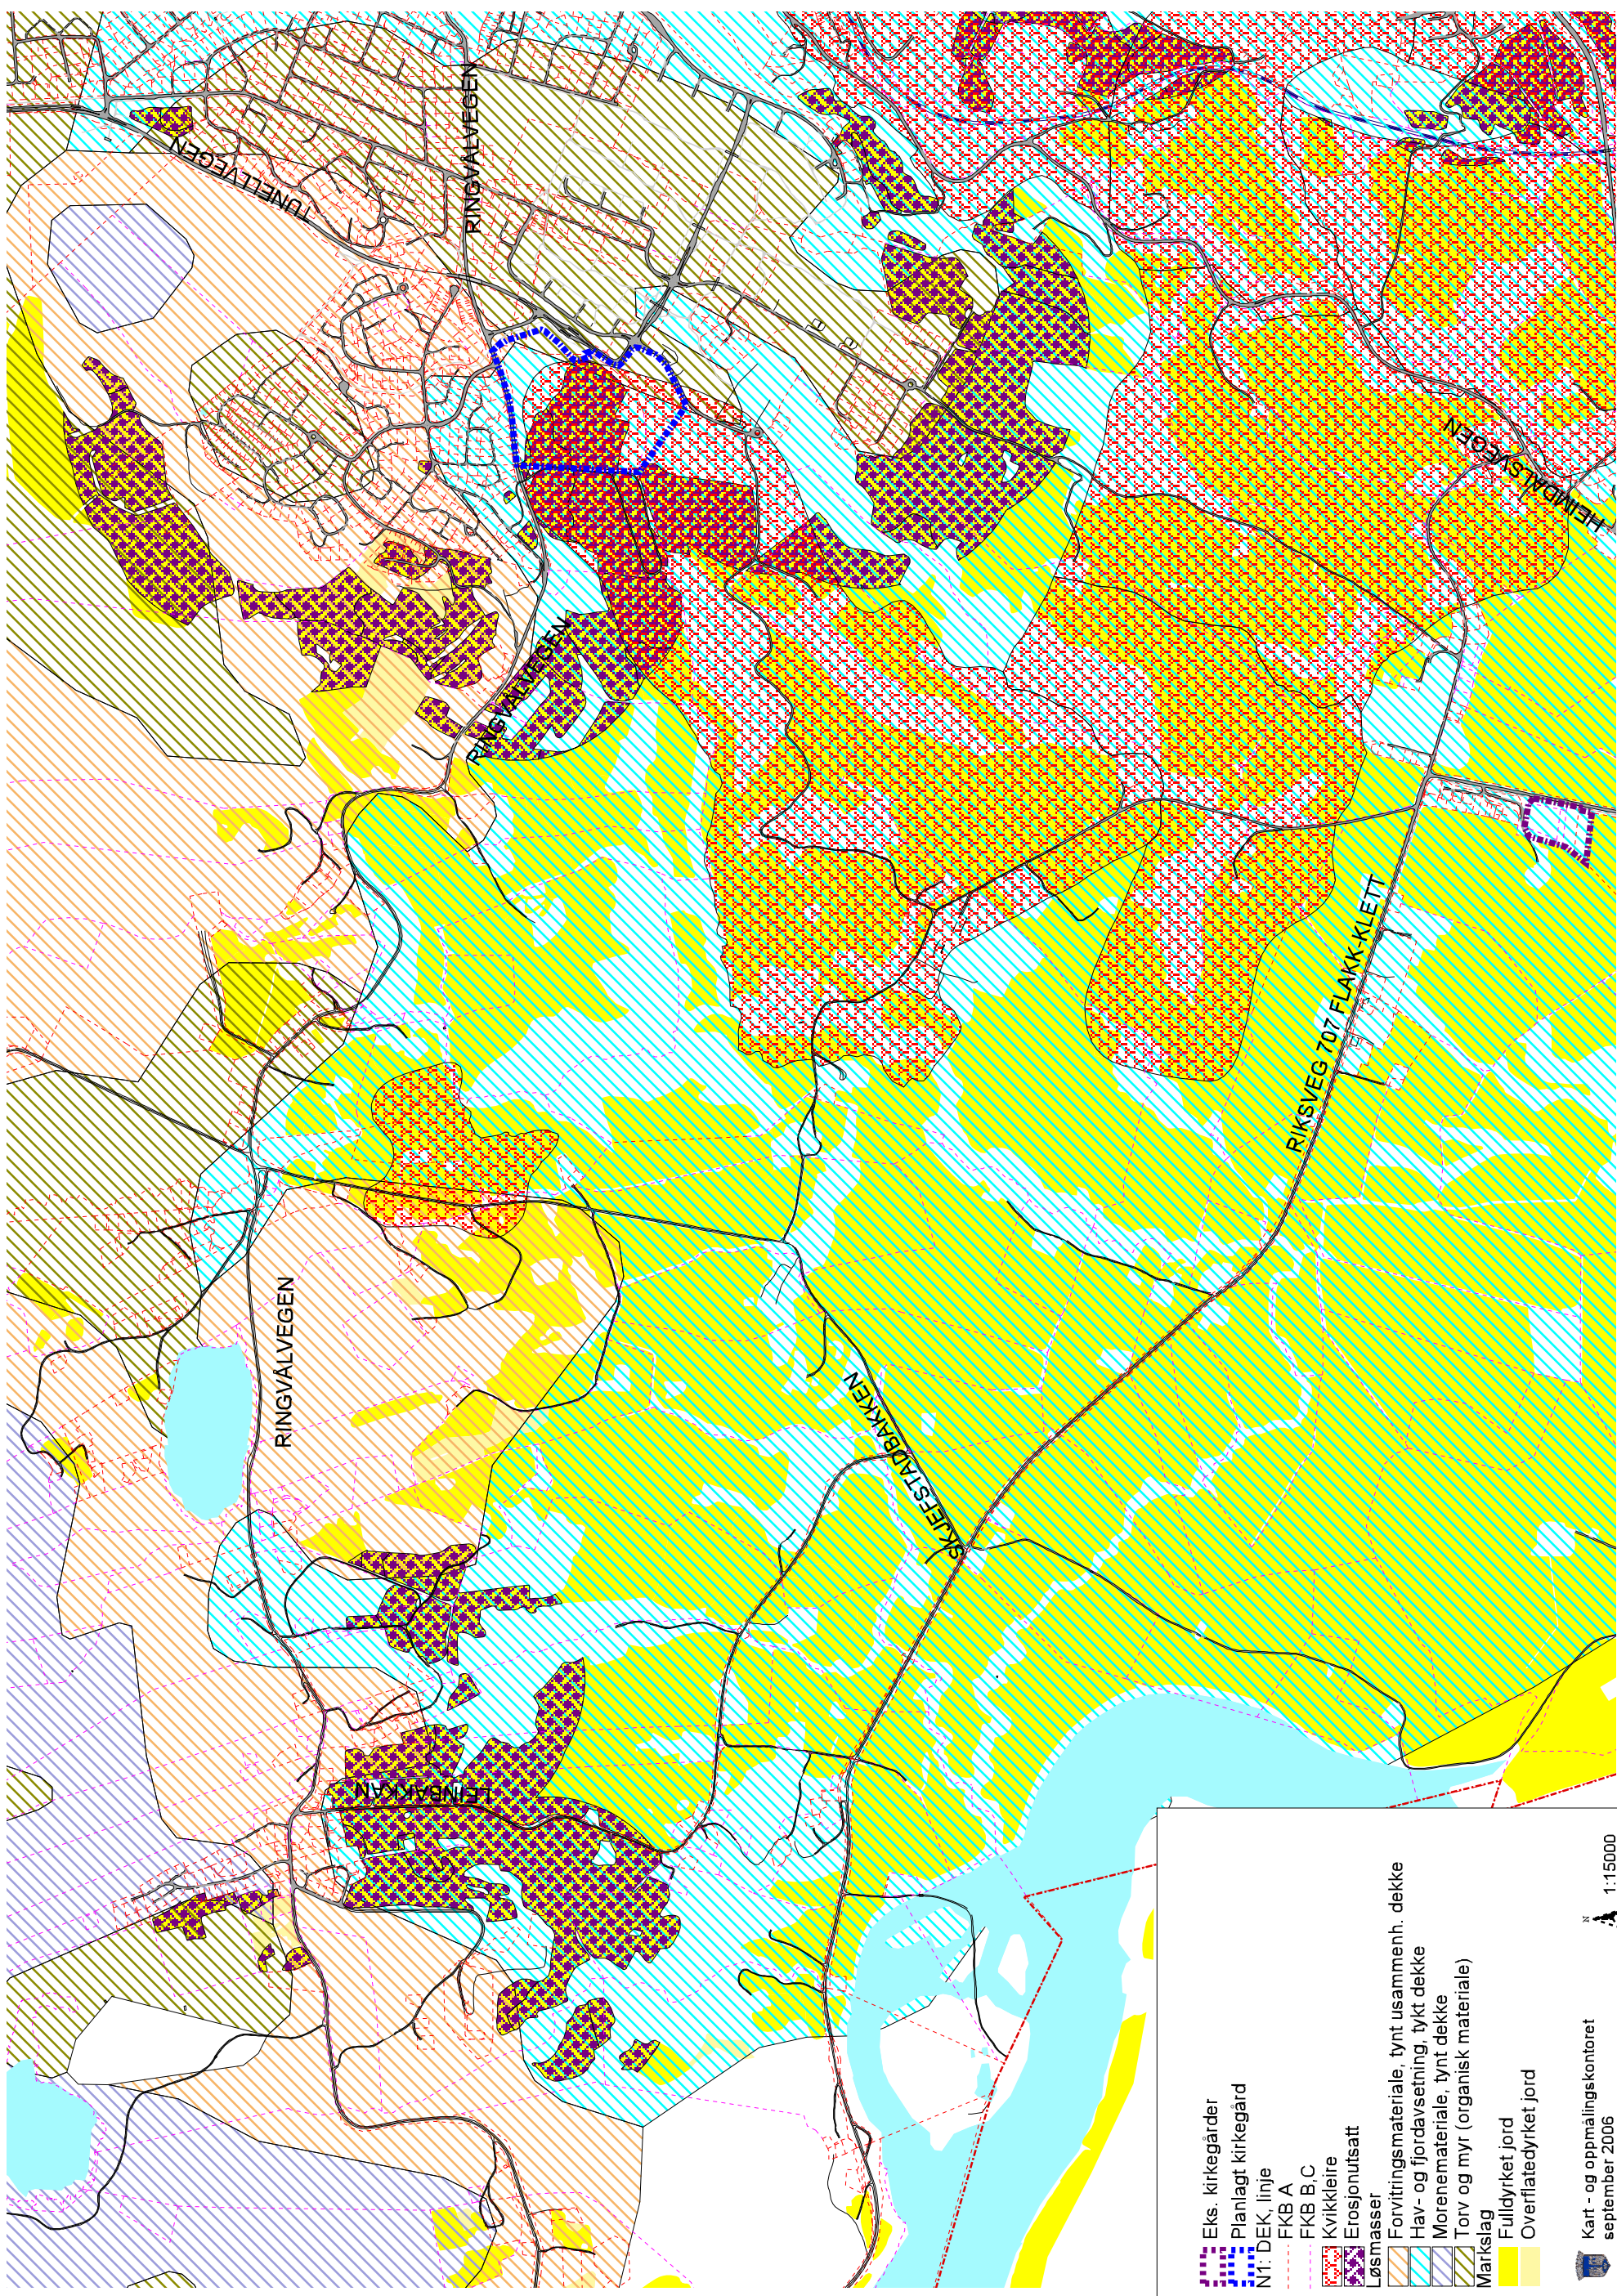 TUNELLVEGEN
RINGVÅLVEGEN
RINGVÅLVEGEN
HEIMDALSVEGEN
RIKSVEG 707 FLAKK-KLETT
RINGVÅLVEGEN
SKJEFSTADBAKKEN
LEINBAKKAN
Eks. kirkegårder
Planlagt kirkegård
N1: DEK, linje
FKB A
FKB B,C
Kvikkleire
Erosjonutsatt
Løsmasser
Forvitringsmateriale, tynt usammenh. dekke
Hav- og fjordavsetning, tykt dekke
Morenemateriale, tynt dekke
Torv og myr (organisk materiale)
Markslag
Fulldyrket jord
Overflatedyrket jord
Kart - og oppmålingskontoret
september 2006
N
1:15000